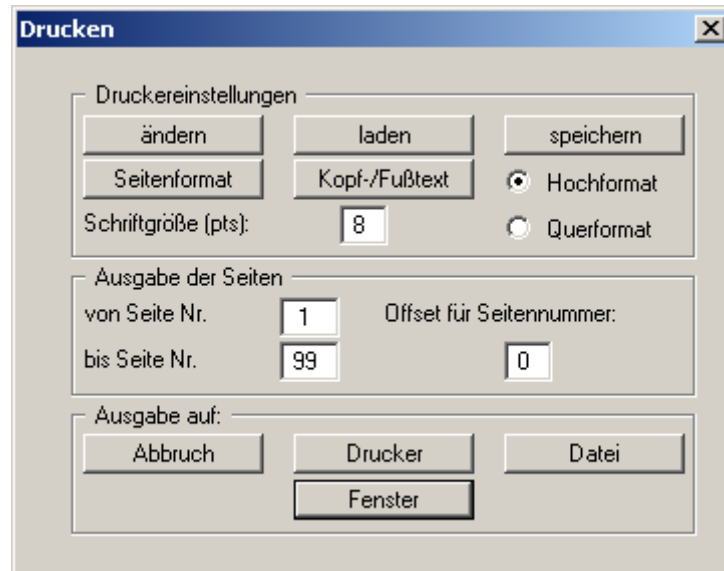 Drucken
Druckereinstellungen
ändern laden speichern
Seitenformat Kopf-/Fußtext Hochformat
Schriftgröße (pts): 8 Querformat
Ausgabe der Seiten
von Seite Nr. 1 Offset für Seitennummer:
bis Seite Nr. 99 0
Ausgabe auf:
Abbruch Drucker Datei
Fenster